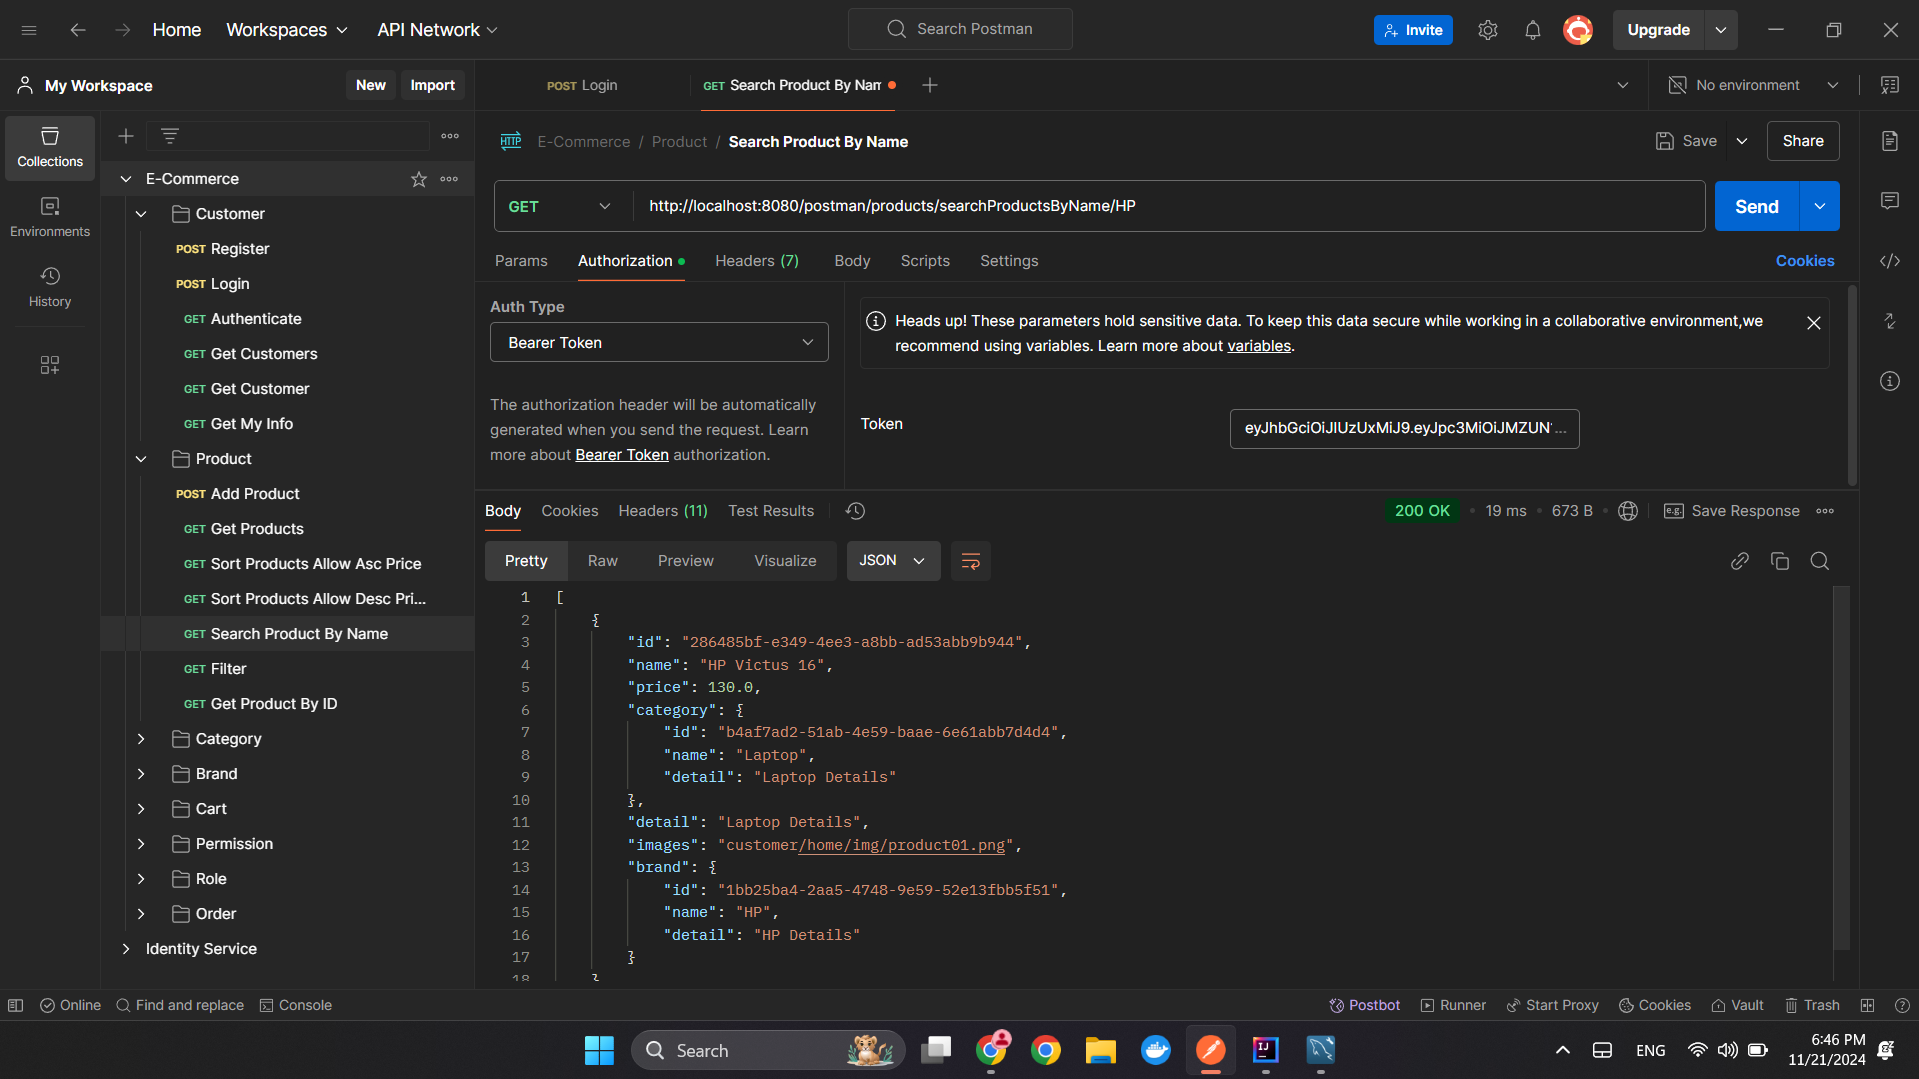 Home Workspaces API Network Search Postman Invite Upgrade
My Workspace New Import POST Login GET Search Product By Nam No environment
Collections
Environments
History
E-Commerce
Customer
POST Register
POST Login
GET Authenticate
GET Get Customers
GET Get Customer
GET Get My Info
Product
POST Add Product
GET Get Products
GET Sort Products Allow Asc Price
GET Sort Products Allow Desc Pri...
GET Search Product By Name
GET Filter
GET Get Product By ID
Category
Brand
Cart
Permission
Role
Order
Identity Service
HTTP E-Commerce / Product / Search Product By Name Save Share
GET http://localhost:8080/postman/products/searchProductsByName/HP Send
Params Authorization Headers (7) Body Scripts Settings Cookies
Auth Type
Bearer Token
The authorization header will be automatically
generated when you send the request. Learn
more about Bearer Token authorization.
Heads up! These parameters hold sensitive data. To keep this data secure while working in a collaborative environment,we
recommend using variables. Learn more about variables.
Token
Body Cookies Headers (11) Test Results 200 OK • 19 ms • 673 B e.g. Save Response
Pretty Raw Preview Visualize JSON
1 [
2 {
3 "id": "286485bf-e349-4ee3-a8bb-ad53abb9b944",
4 "name": "HP Victus 16",
5 "price": 130.0,
6 "category": {
7 "id": "b4af7ad2-51ab-4e59-baae-6e61abb7d4d4",
8 "name": "Laptop",
9 "detail": "Laptop Details"
10 },
11 "detail": "Laptop Details",
12 "images": "customer/home/img/product01.png",
13 "brand": {
14 "id": "1bb25ba4-2aa5-4748-9e59-52e13fbb5f51",
15 "name": "HP",
16 "detail": "HP Details"
17 }
18 }
Online Find and replace Console Postbot Runner Start Proxy Cookies Vault Trash
Search IJ ENG 6:46 PM
11/21/2024